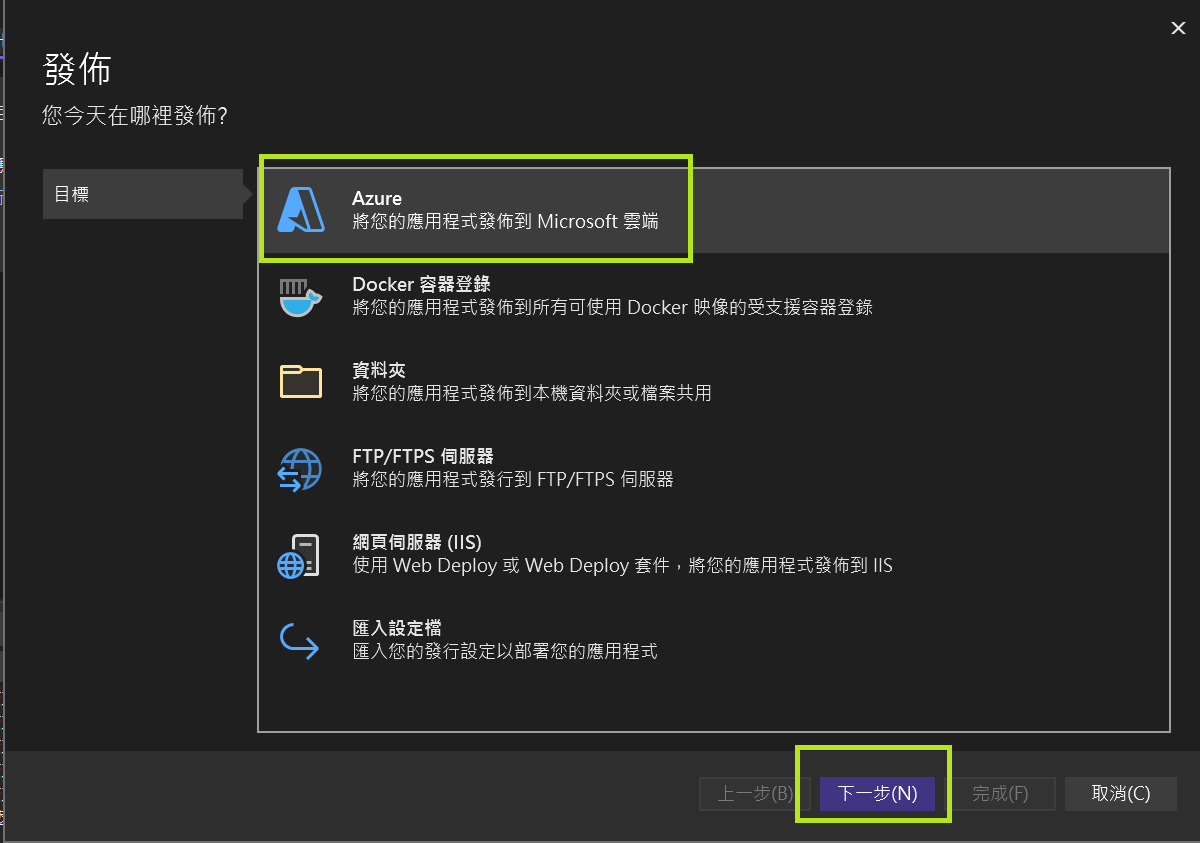 發佈
您今天在哪裡發佈?
目標
Azure
將您的應用程式發佈到 Microsoft 雲端
Docker 容器登錄
將您的應用程式發佈到所有可使用 Docker 映像的受支援容器登錄
資料夾
將您的應用程式發佈到本機資料夾或檔案共用
FTP/FTPS 伺服器
將您的應用程式發行到 FTP/FTPS 伺服器
網頁伺服器 (IIS)
使用 Web Deploy 或 Web Deploy 套件，將您的應用程式發佈到 IIS
匯入設定檔
匯入您的發行設定以部署您的應用程式
上一步(B) 下一步(N) 完成(F) 取消(C)